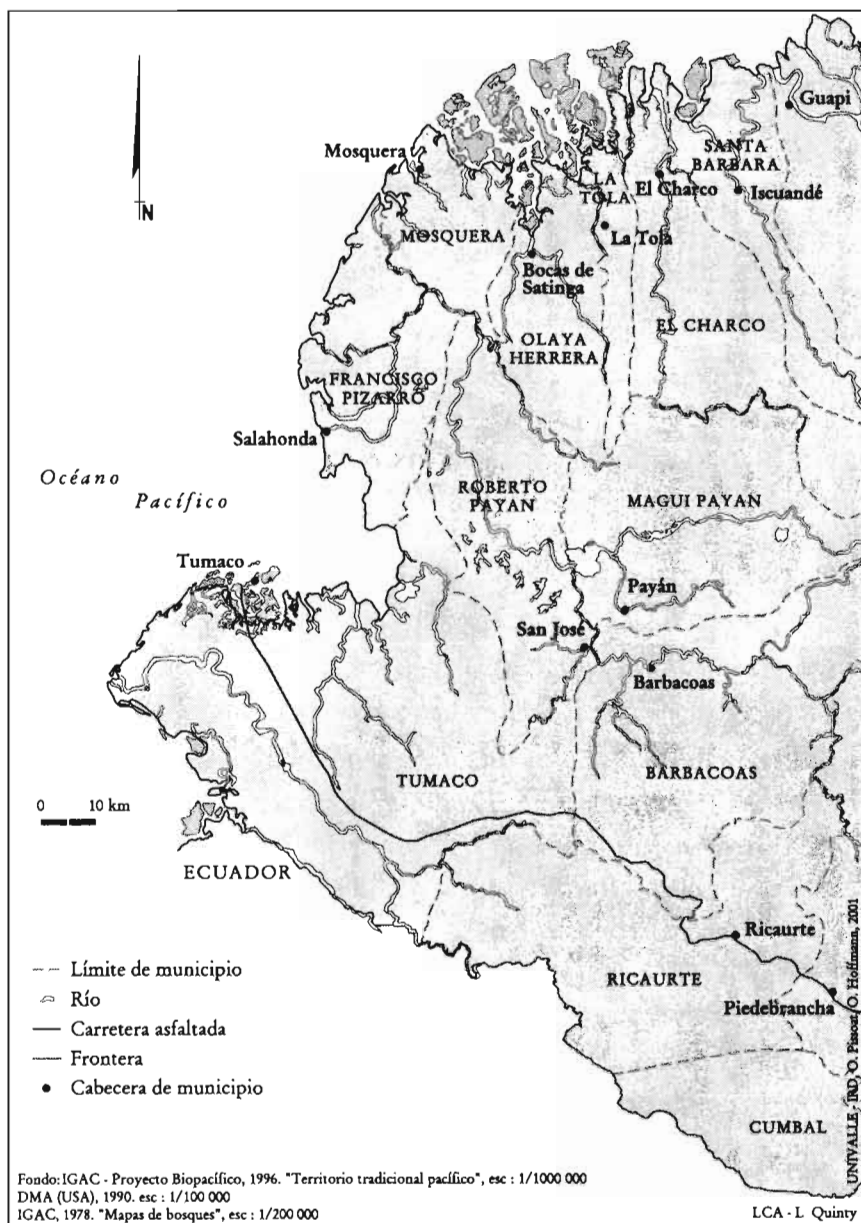 N
Guapi
Mosquera
SANTA
BARBARA
LA
TOLA
El Charco
Iscuandé
MOSQUERA
La Tola
Bocas de
Satinga
OLAYA
HERRERA
EL CHARCO
FRANCISCO
PIZARRO
Salahonda
Océano
Pacífico
ROBERTO
PAYAN
MAGUI PAYAN
Tumaco
Payán
San José
Barbacoas
TUMACO
BARBACOAS
0 10 km
ECUADOR
Ricaurte
RICAURTE
Piedebrancha
CUMBAL
Límite de municipio
Río
Carretera asfaltada
Frontera
Cabecera de municipio
UNIVALLE - IRD, O. Pissoat, O. Hoffmann, 2001
Fondo: IGAC - Proyecto Biopacífico, 1996. "Territorio tradicional pacífico", esc : 1/1000 000
DMA (USA), 1990. esc : 1/100 000
IGAC, 1978. "Mapas de bosques", esc : 1/200 000
LCA - L Quinty